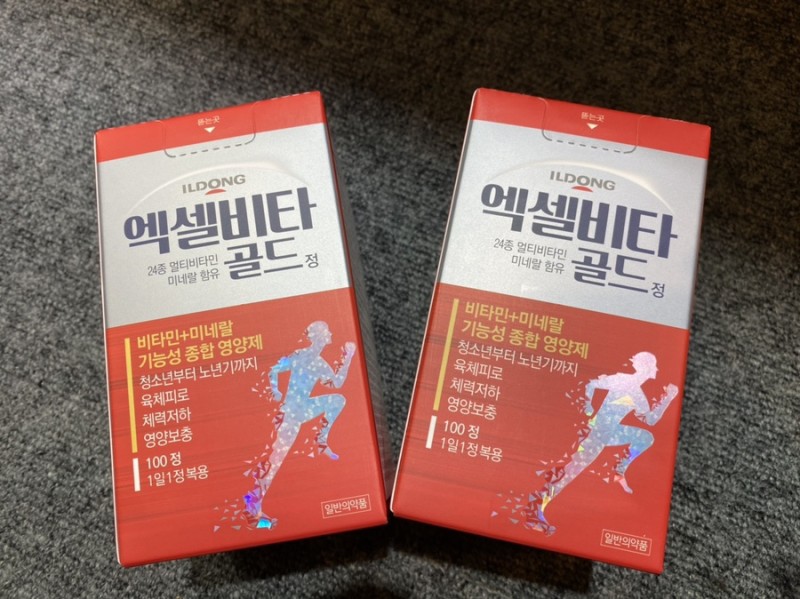 뜯는곳
ILDONG
엑셀비타
24종 멀티비타민
미네랄 함유
골드정
비타민+미네랄
기능성 종합 영양제
청소년부터 노년기까지
육체피로
체력저하
영양보충
100정
1일1정복용
일반의약품
뜯는곳
ILDONG
엑셀비타
24종 멀티비타민
미네랄 함유
골드정
비타민+미네랄
기능성 종합 영양제
청소년부터 노년기까지
육체피로
체력저하
영양보충
100정
1일1정복용
일반의약품